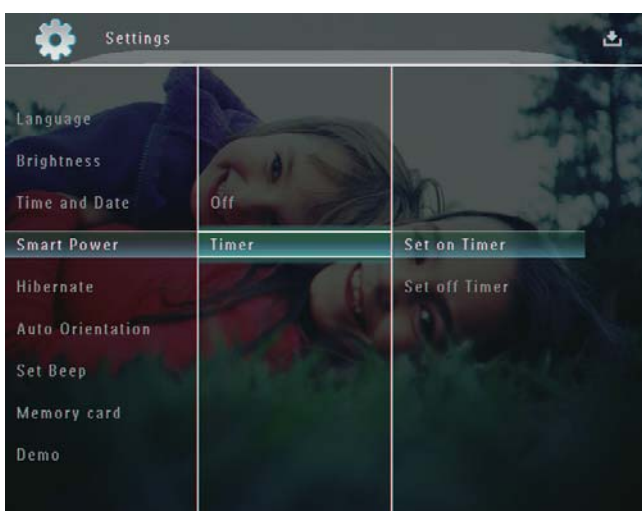 Settings
Language
Brightness
Time and Date
Off
Smart Power
Timer
Set on Timer
Hibernate
Set off Timer
Auto Orientation
Set Beep
Memory card
Demo